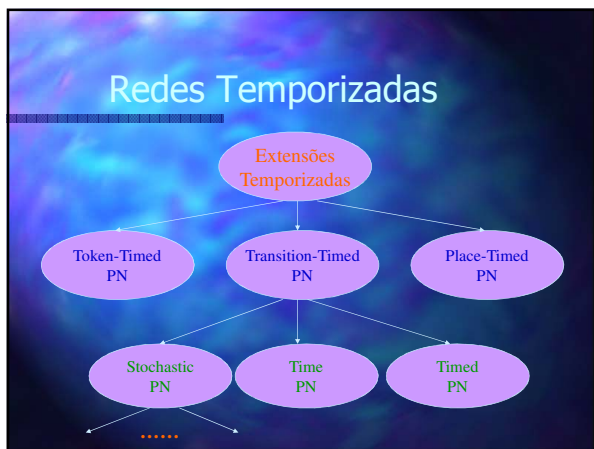 Redes Temporizadas
Extensões
Temporizadas
Token-Timed
PN
Transition-Timed
PN
Place-Timed
PN
Stochastic
PN
Time
PN
Timed
PN
......